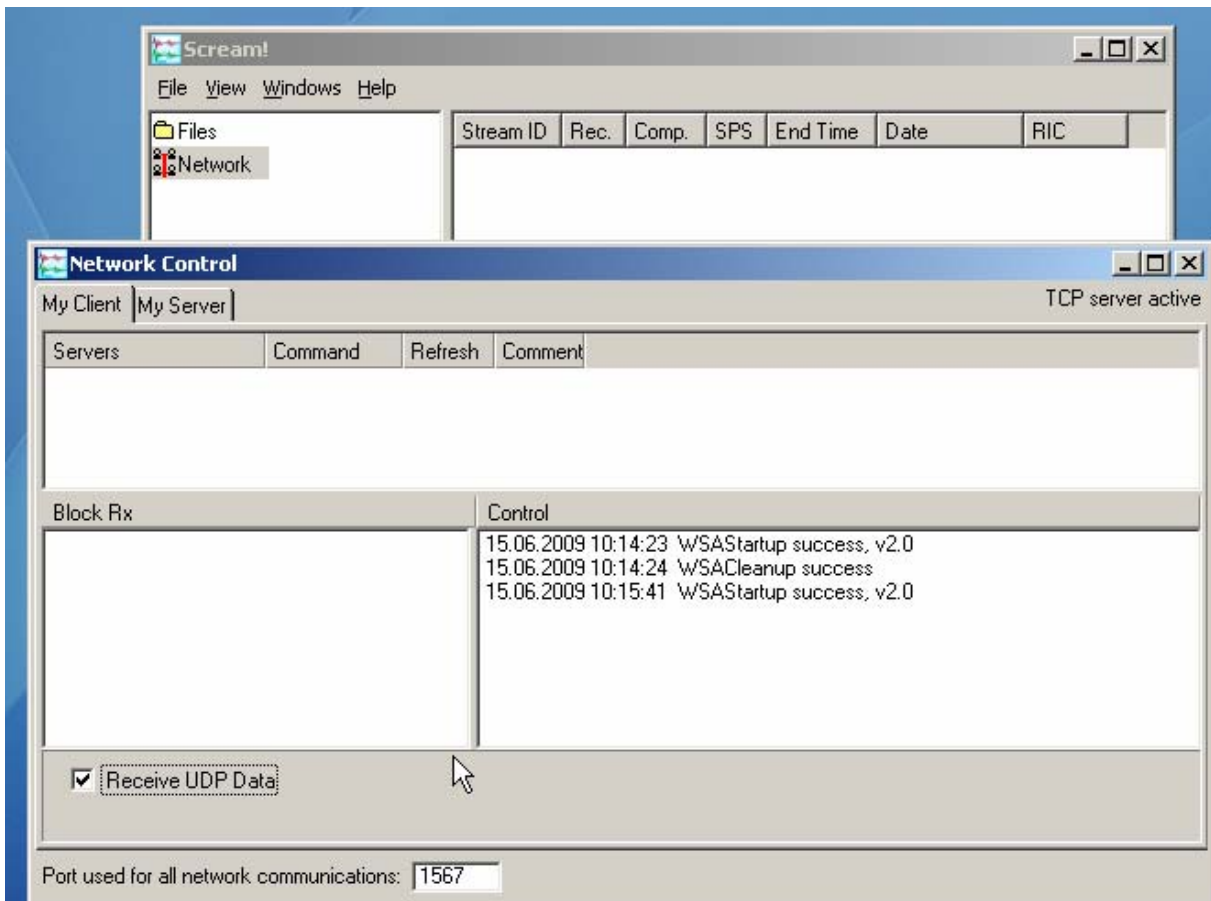 Scream!
File View Windows Help
Files
Network
Stream ID Rec. Comp. SPS End Time Date RIC
Network Control
My Client My Server TCP server active
Servers Command Refresh Comment
Block Rx
Control
15.06.2009 10:14:23 WSAStartup success, v2.0
15.06.2009 10:14:24 WSACleanup success
15.06.2009 10:15:41 WSAStartup success, v2.0
Receive UDP Data
Port used for all network communications: 1567